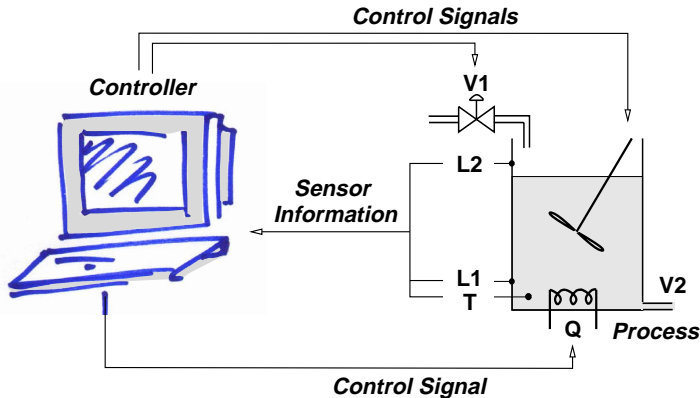 Control Signals
Controller
V1
L2
Sensor
Information
L1
T
V2
Q
Process
Control Signal